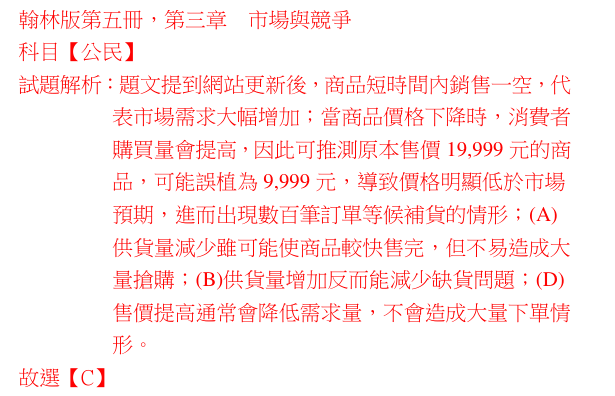 翰林版第五冊，第三章　市場與競爭
科目【公民】
試題解析：題文提到網站更新後，商品短時間內銷售一空，代
表市場需求大幅增加；當商品價格下降時，消費者
購買量會提高，因此可推測原本售價 19,999 元的商
品，可能誤植為 9,999 元，導致價格明顯低於市場
預期，進而出現數百筆訂單等候補貨的情形；(A)
供貨量減少雖可能使商品較快售完，但不易造成大
量搶購；(B)供貨量增加反而能減少缺貨問題；(D)
售價提高通常會降低需求量，不會造成大量下單情
形。
故選【C】